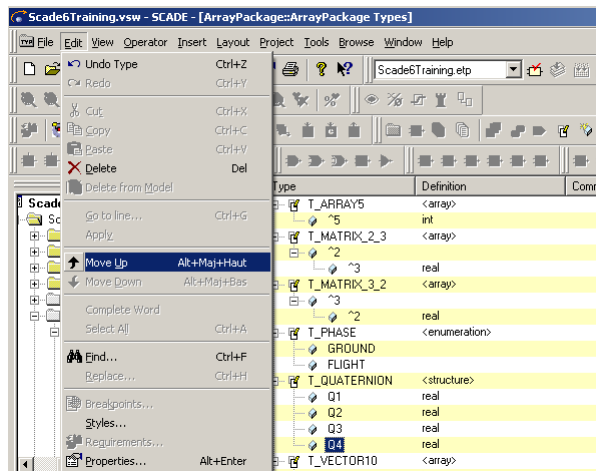 Scade6Training.vsw - SCADE - [ArrayPackage::ArrayPackage Types]
File Edit View Operator Insert Layout Project Tools Browse Window Help
Scade6Training.etp
Undo Type Ctrl+Z
Redo Ctrl+Y
Cut Ctrl+X
Copy Ctrl+C
Paste Ctrl+V
Delete Del
Delete from Model
Go to line... Ctrl+G
Apply
Move Up Alt+Maj+Haut
Move Down Alt+Maj+Bas
Complete Word
Select All Ctrl+A
Find... Ctrl+F
Replace... Ctrl+H
Breakpoints...
Styles...
Requirements...
Properties... Alt+Enter
Scade
Sc
Type Definition Comm
T_ARRAY5 <array>
^5 int
T_MATRIX_2_3 <array>
^2
^3 real
T_MATRIX_3_2 <array>
^3
^2 real
T_PHASE <enumeration>
GROUND
FLIGHT
T_QUATERNION <structure>
Q1 real
Q2 real
Q3 real
Q4 real
T_VECTOR10 <array>